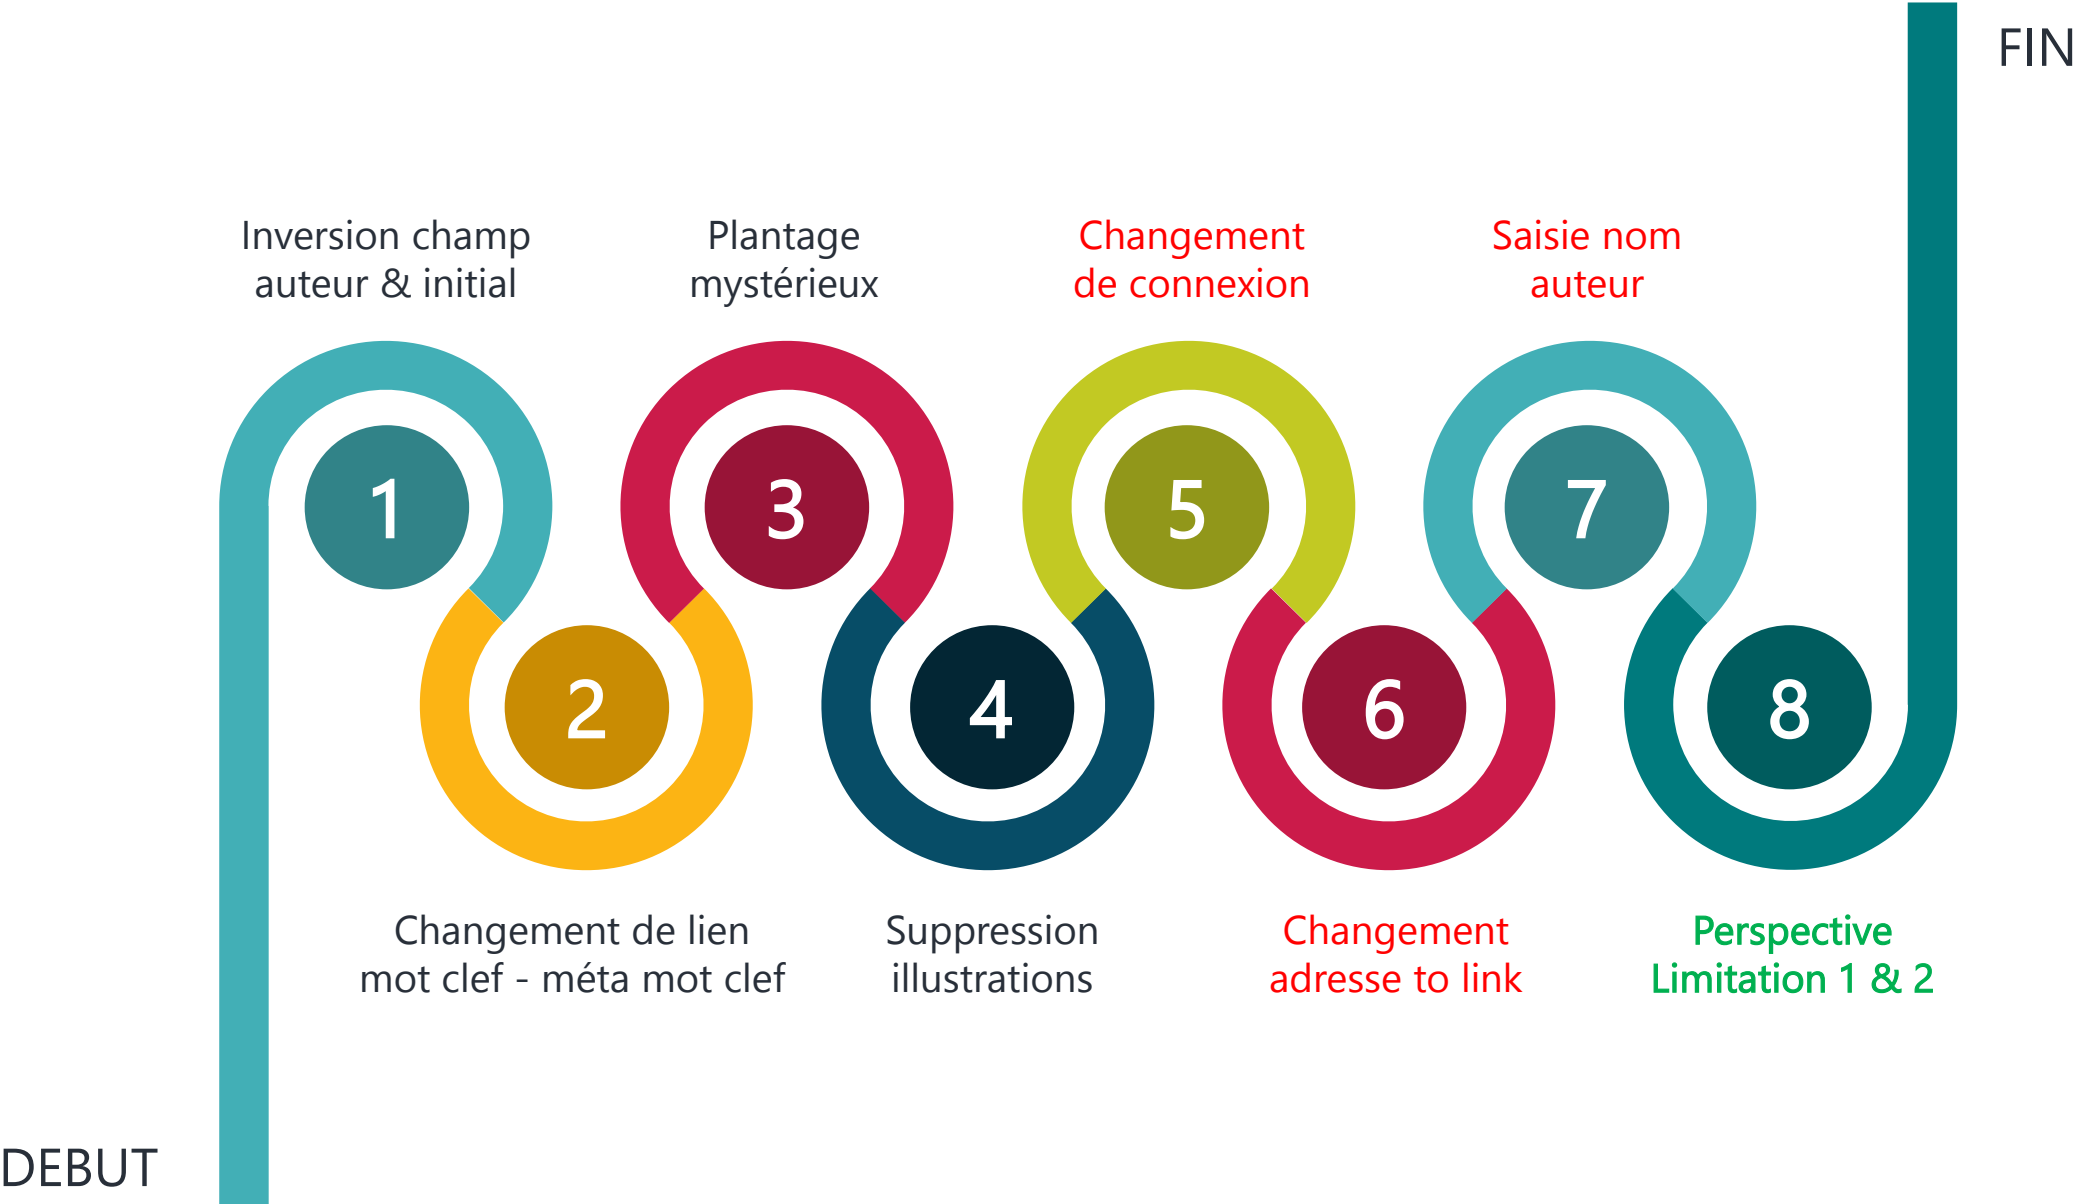 FIN
Inversion champ
auteur & initial
Plantage
mystérieux
Changement
de connexion
Saisie nom
auteur
1
3
5
7
2
4
6
8
Changement de lien
mot clef - méta mot clef
Suppression
illustrations
Changement
adresse to link
Perspective
Limitation 1 & 2
DEBUT